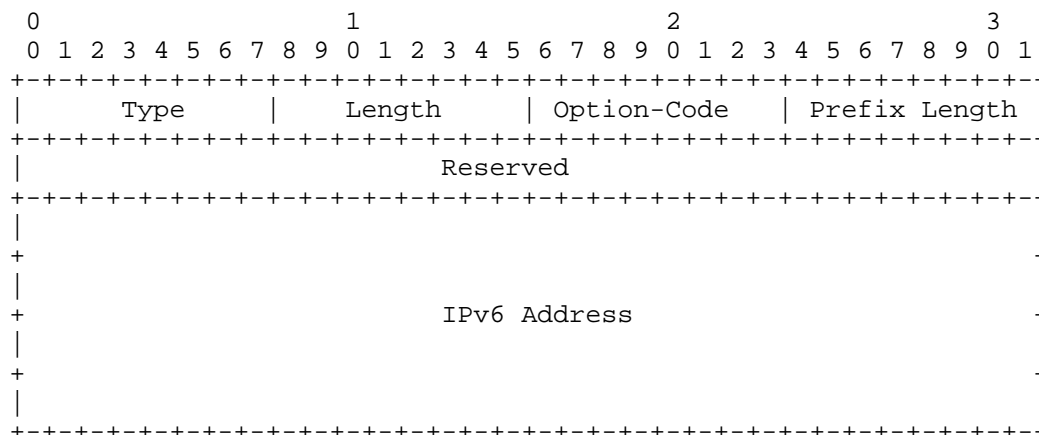 0                   1                   2                   3
 0 1 2 3 4 5 6 7 8 9 0 1 2 3 4 5 6 7 8 9 0 1 2 3 4 5 6 7 8 9 0 1
+-+-+-+-+-+-+-+-+-+-+-+-+-+-+-+-+-+-+-+-+-+-+-+-+-+-+-+-+-+-+-+--
|      Type     |    Length     | Option-Code   | Prefix Length
+-+-+-+-+-+-+-+-+-+-+-+-+-+-+-+-+-+-+-+-+-+-+-+-+-+-+-+-+-+-+-+--
|                          Reserved
+-+-+-+-+-+-+-+-+-+-+-+-+-+-+-+-+-+-+-+-+-+-+-+-+-+-+-+-+-+-+-+--
|
+                                                               -
|
+                          IPv6 Address                         -
|
+                                                               -
|
+-+-+-+-+-+-+-+-+-+-+-+-+-+-+-+-+-+-+-+-+-+-+-+-+-+-+-+-+-+-+-+--